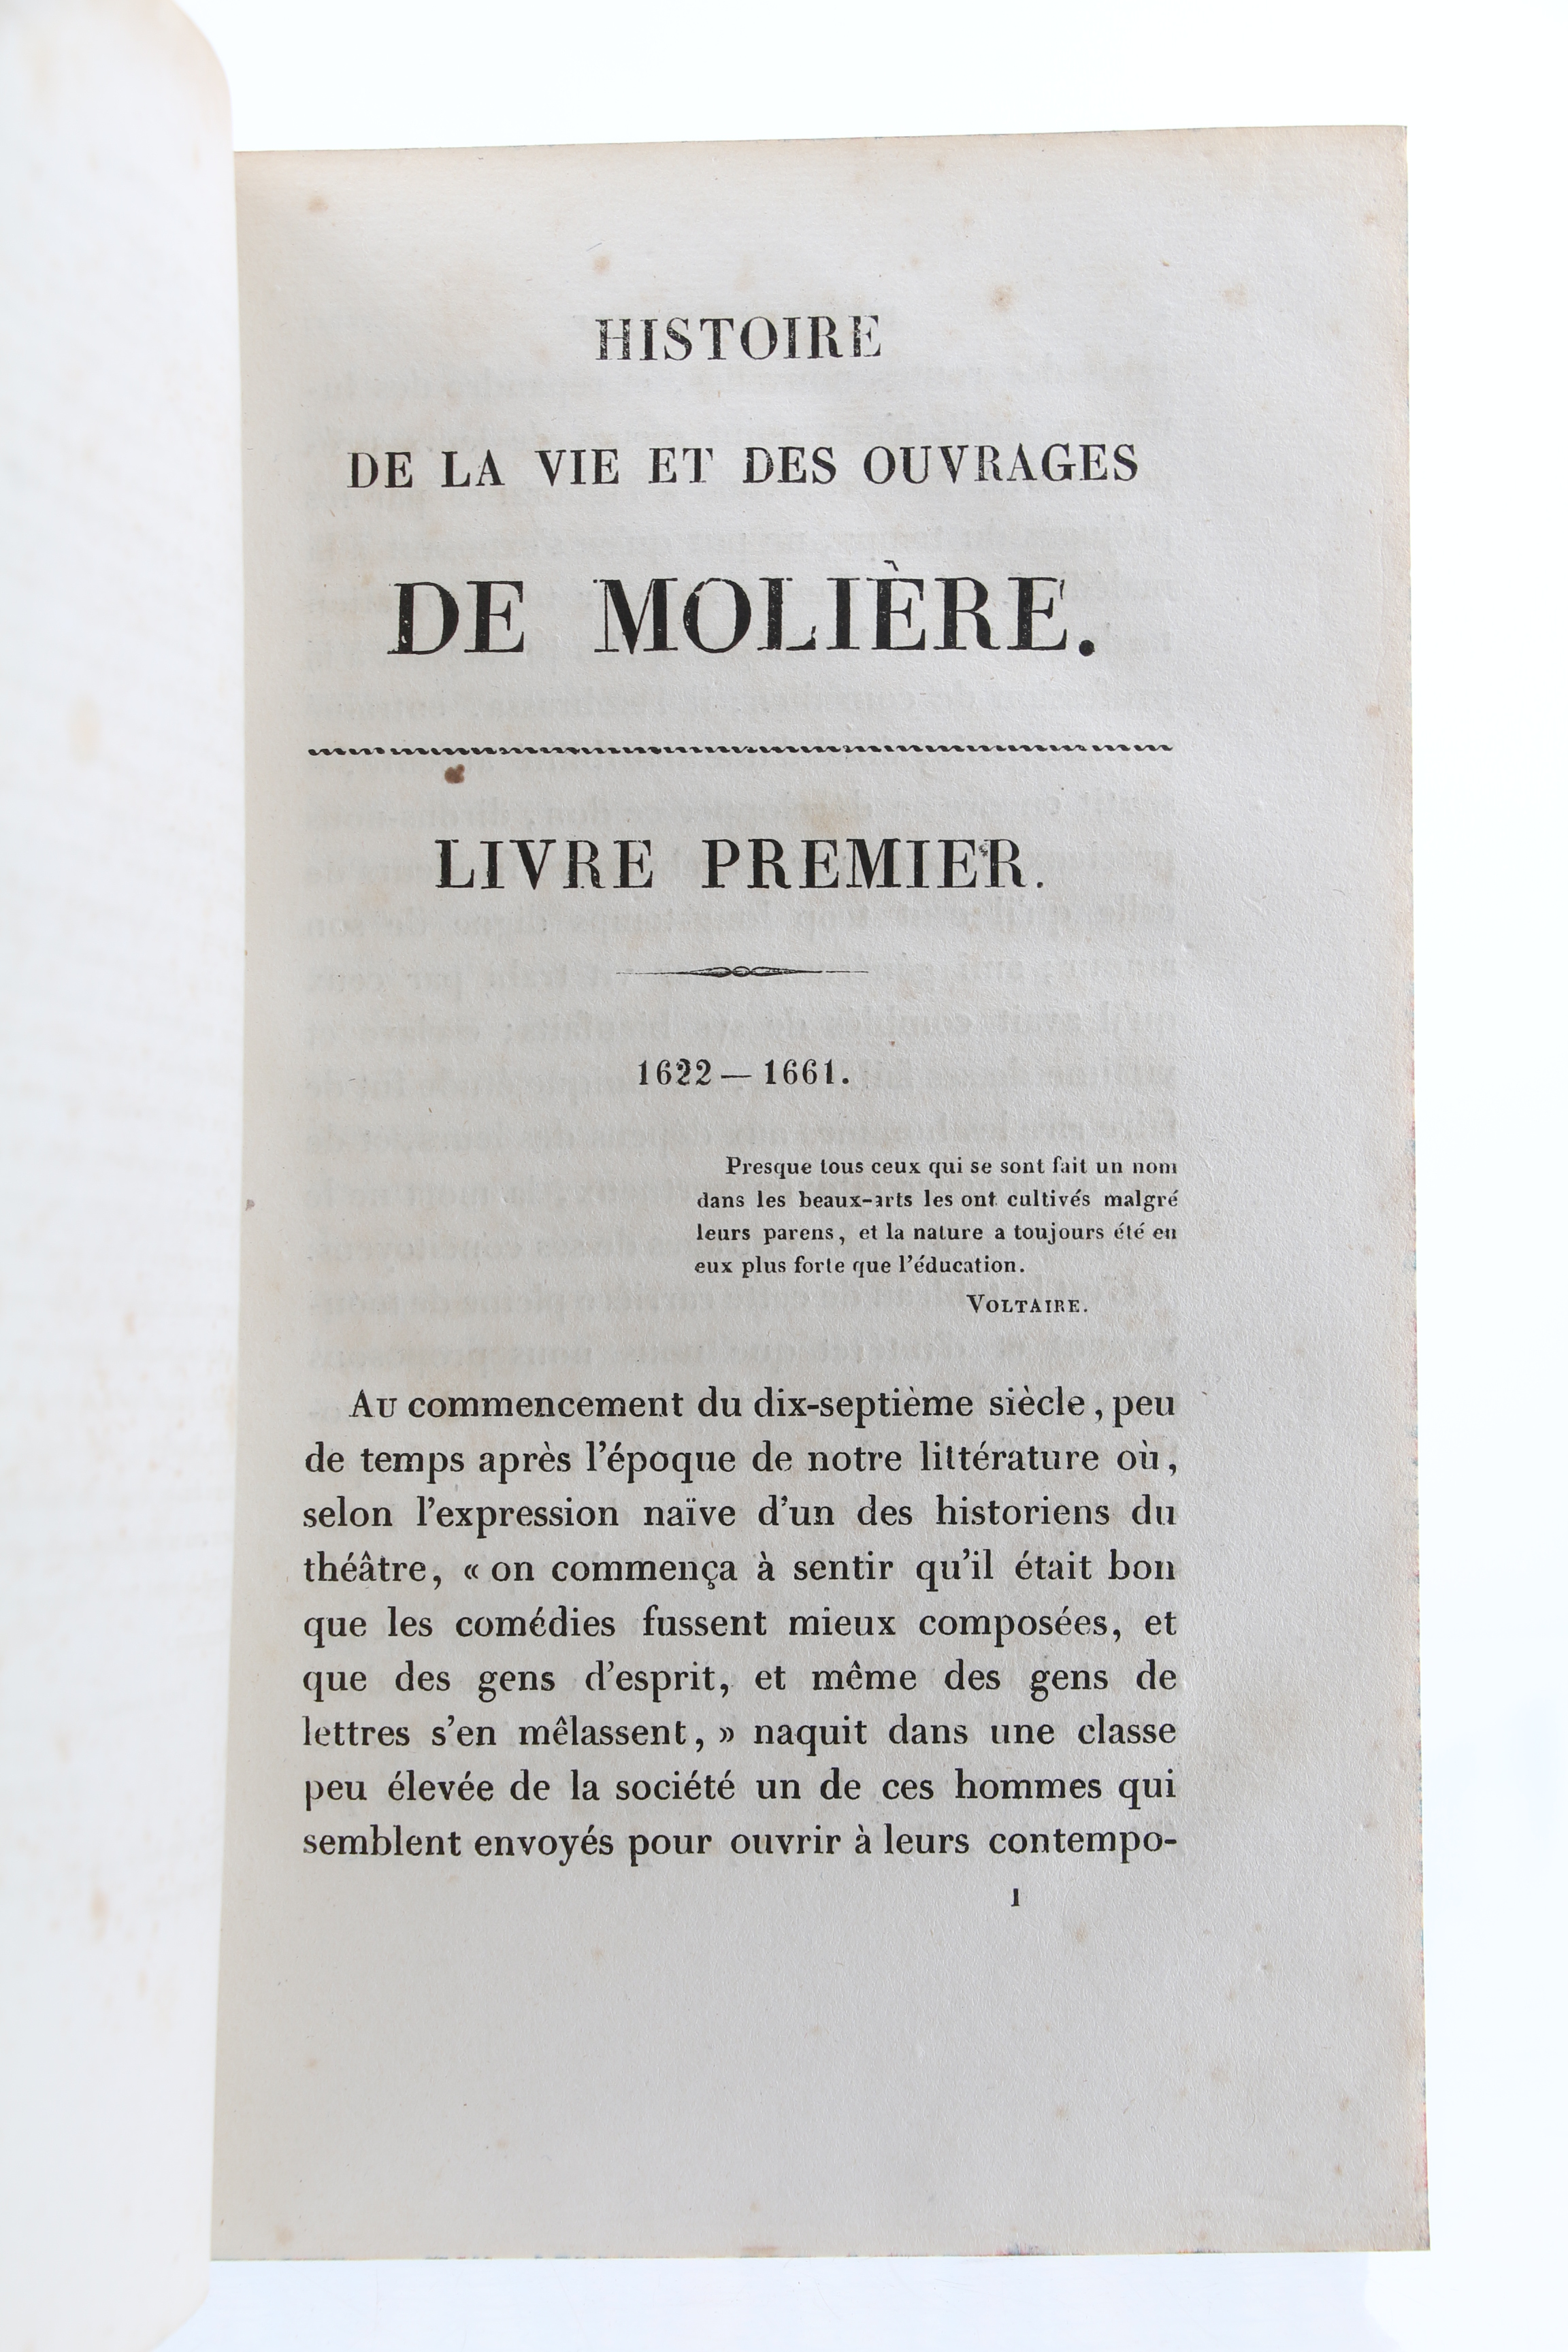 HISTOIRE
DE LA VIE ET DES OUVRAGES
DE MOLIÈRE.
LIVRE PREMIER.
1622 — 1661.
Presque tous ceux qui se sont fait un nom
dans les beaux-arts les ont cultivés malgré
leurs parens, et la nature a toujours été en
eux plus forte que l'éducation.
VOLTAIRE.
AU commencement du dix-septième siècle, peu
de temps après l'époque de notre littérature où,
selon l'expression naïve d'un des historiens du
théâtre, « on commença à sentir qu'il était bon
que les comédies fussent mieux composées, et
que des gens d'esprit, et même des gens de
lettres s'en mêlassent, » naquit dans une classe
peu élevée de la société un de ces hommes qui
semblent envoyés pour ouvrir à leurs contempo-
1